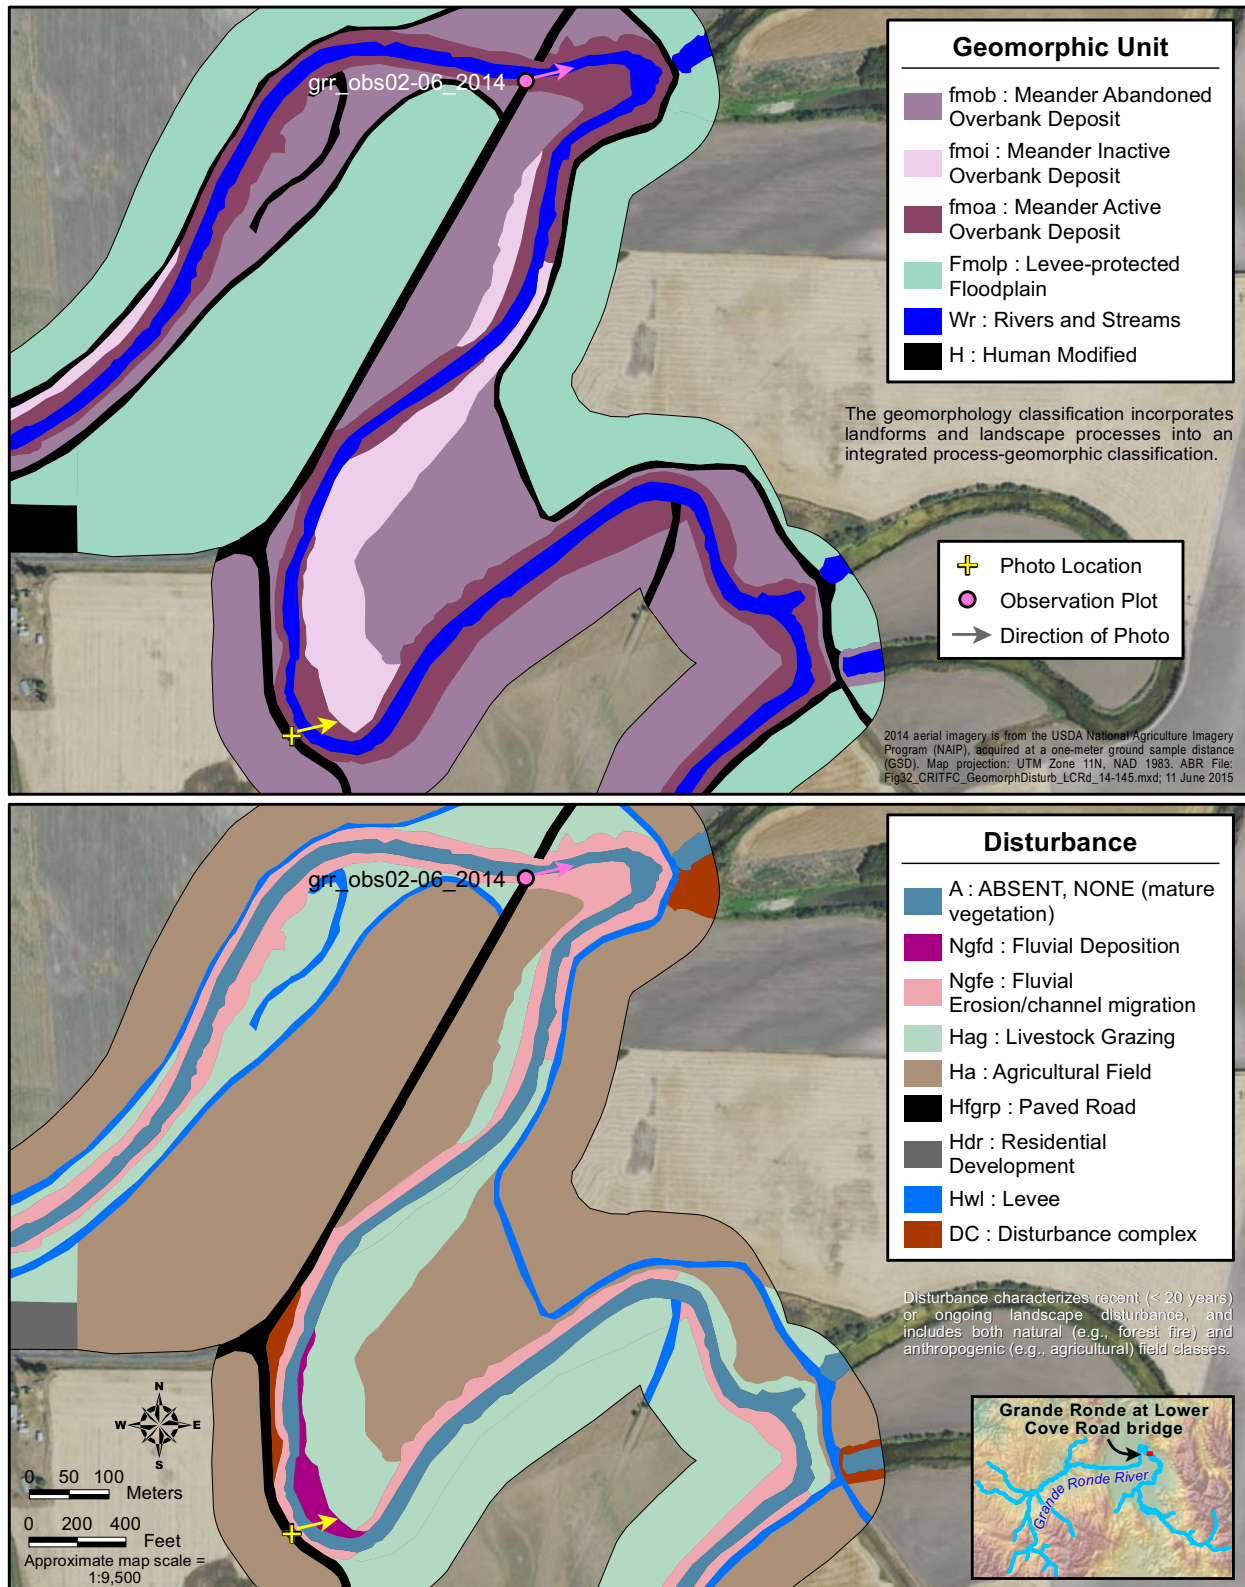 Geomorphic Unit
fmob : Meander Abandoned
Overbank Deposit
fmoi : Meander Inactive
Overbank Deposit
fmoa : Meander Active
Overbank Deposit
Fmolp : Levee-protected
Floodplain
Wr : Rivers and Streams
H : Human Modified
grr_obs02-06_2014
The geomorphology classification incorporates
landforms and landscape processes into an
integrated process-geomorphic classification.
Photo Location
Observation Plot
Direction of Photo
2014 aerial imagery is from the USDA National Agriculture Imagery
Program (NAIP), acquired at a one-meter ground sample distance
(GSD). Map projection: UTM Zone 11N, NAD 1983. ABR File:
Fig32_CRITFC_GeomorphDisturb_LCRd_14-145.mxd; 11 June 2015
Disturbance
A : ABSENT, NONE (mature
vegetation)
Ngfd : Fluvial Deposition
Ngfe : Fluvial
Erosion/channel migration
Hag : Livestock Grazing
Ha : Agricultural Field
Hfgrp : Paved Road
Hdr : Residential
Development
Hwl : Levee
DC : Disturbance complex
grr_obs02-06_2014
Disturbance characterizes recent (< 20 years)
or ongoing landscape disturbance, and
includes both natural (e.g., forest fire) and
anthropogenic (e.g., agricultural) field classes.
N
W E
S
0 50 100
Meters
0 200 400
Feet
Approximate map scale =
1:9,500
Grande Ronde at Lower
Cove Road bridge
Grande Ronde River